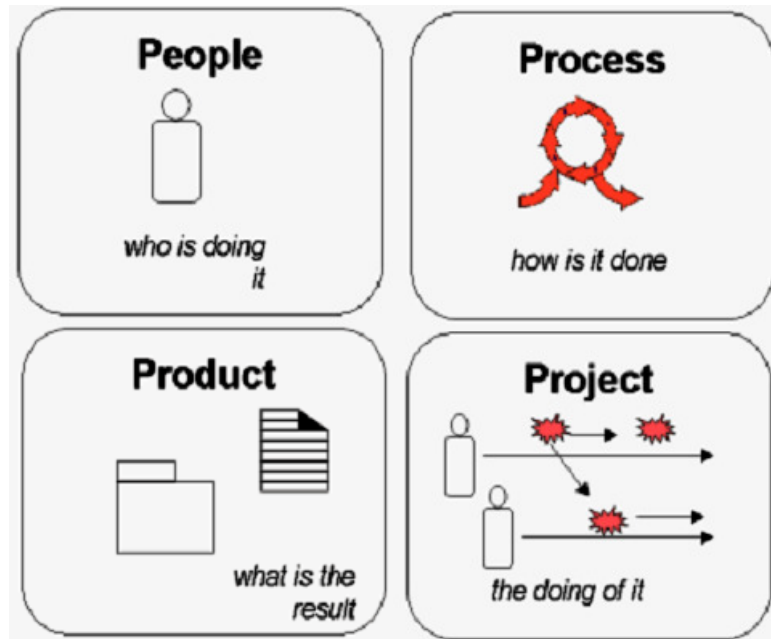 People
who is doing
it
Process
how is it done
Product
what is the
result
Project
the doing of it